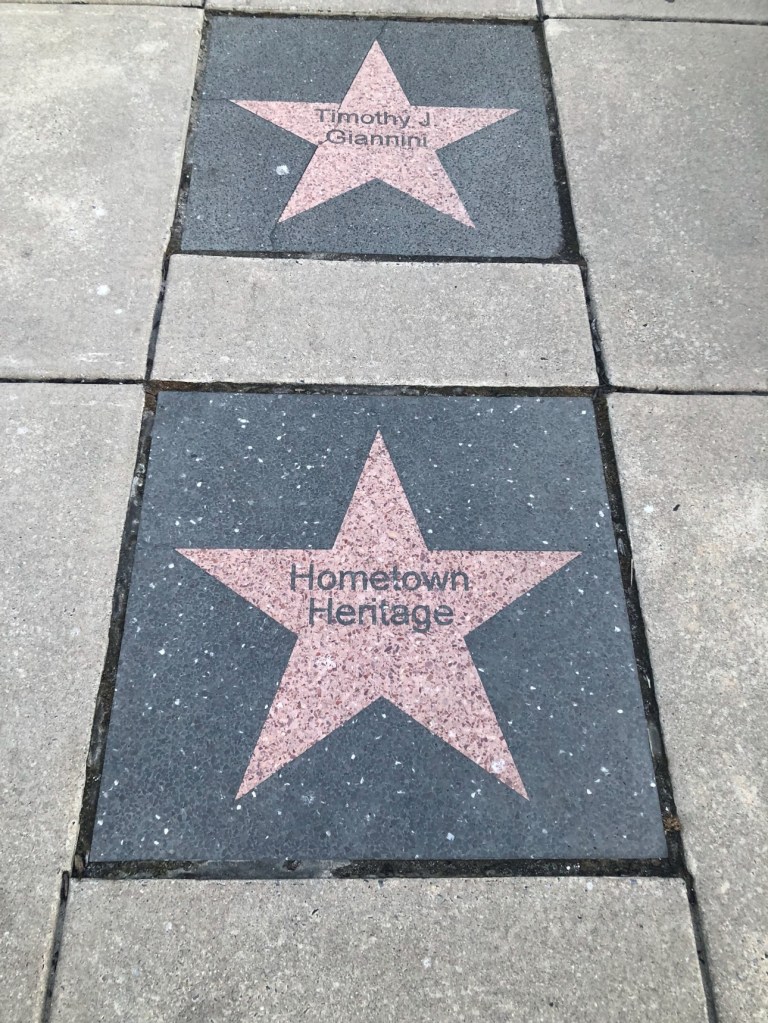 Timothy J.
Giannini
Hometown
Heritage